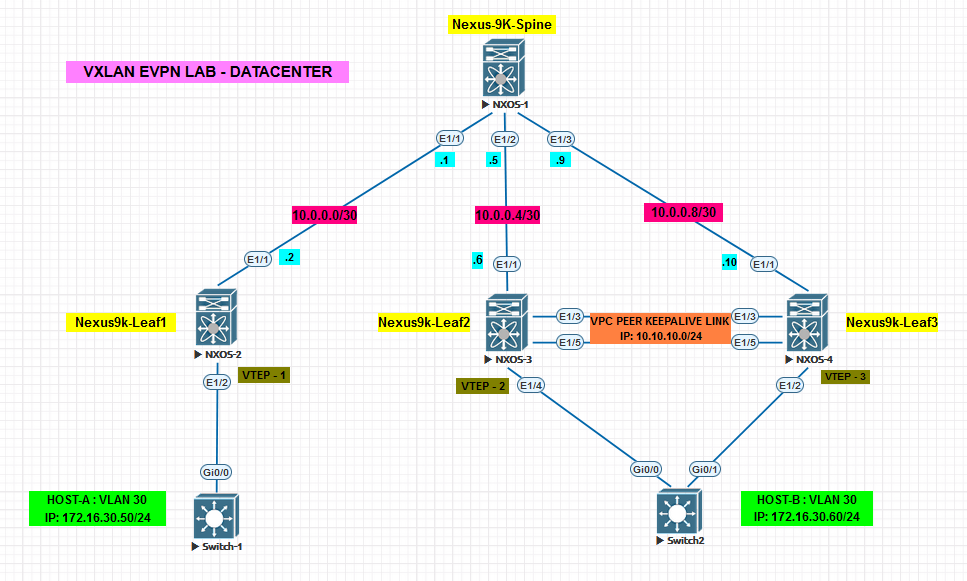 Nexus-9K-Spine
VXLAN EVPN LAB - DATACENTER
NXOS-1
E1/1
E1/2
E1/3
.1
.5
.9
10.0.0.0/30
10.0.0.4/30
10.0.0.8/30
E1/1
.2
.6
E1/1
.10
E1/1
Nexus9k-Leaf1
NXOS-2
Nexus9k-Leaf2
NXOS-3
E1/3
E1/5
VPC PEER KEEPALIVE LINK
IP: 10.10.10.0/24
E1/3
E1/5
Nexus9k-Leaf3
NXOS-4
E1/2
VTEP - 1
VTEP - 2
E1/4
E1/2
VTEP - 3
Gi0/0
Gi0/0
Gi0/1
HOST-A : VLAN 30
IP: 172.16.30.50/24
Switch-1
Switch2
HOST-B : VLAN 30
IP: 172.16.30.60/24